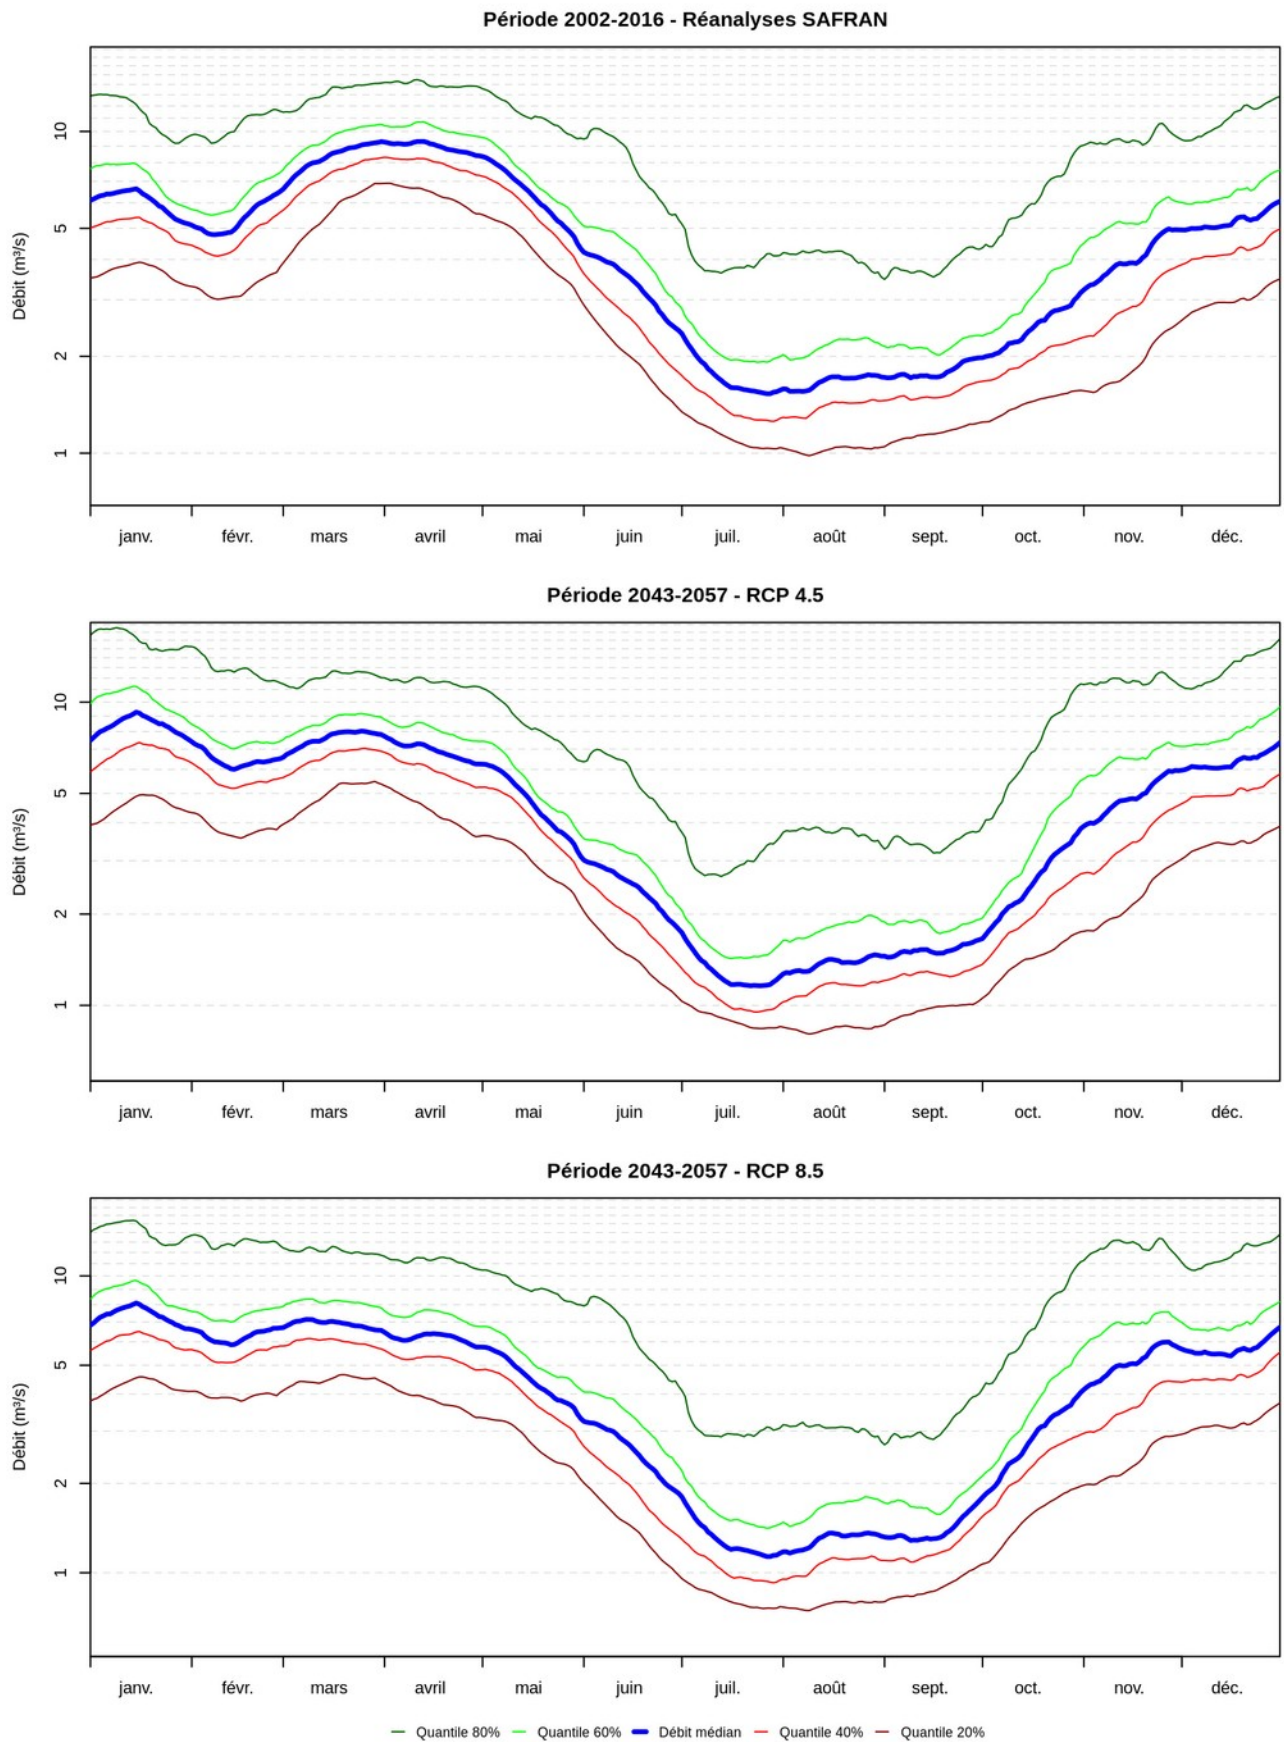 Période 2002-2016 - Réanalyses SAFRAN
Débit (m³/s)
10
5
2
1
janv. févr. mars avril mai juin juil. août sept. oct. nov. déc.
Période 2043-2057 - RCP 4.5
Débit (m³/s)
10
5
2
1
janv. févr. mars avril mai juin juil. août sept. oct. nov. déc.
Période 2043-2057 - RCP 8.5
Débit (m³/s)
10
5
2
1
janv. févr. mars avril mai juin juil. août sept. oct. nov. déc.
Quantile 80% Quantile 60% Débit médian Quantile 40% Quantile 20%